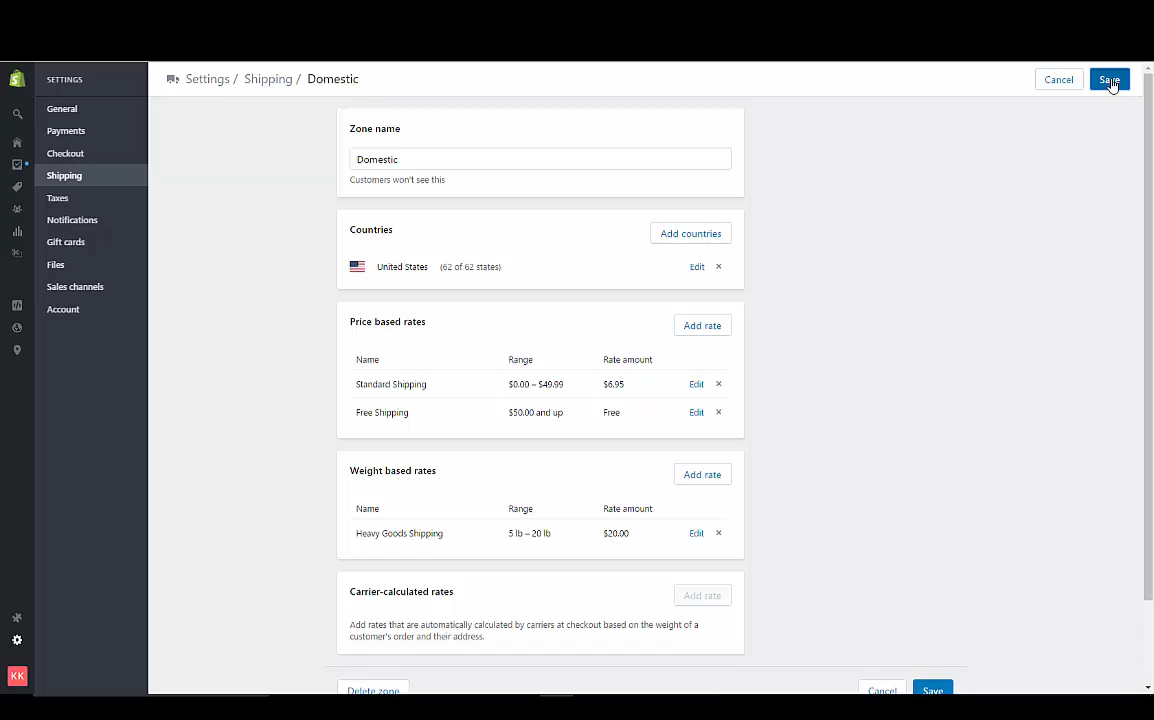 SETTINGS
Settings / Shipping / Domestic
Cancel
Save
General
Payments
Checkout
Shipping
Taxes
Notifications
Gift cards
Files
Sales channels
Account
KK
Zone name
Domestic
Customers won't see this
Countries
Add countries
United States (62 of 62 states) Edit ×
Price based rates
Add rate
Name Range Rate amount
Standard Shipping $0.00 – $49.99 $6.95 Edit ×
Free Shipping $50.00 and up Free Edit ×
Weight based rates
Add rate
Name Range Rate amount
Heavy Goods Shipping 5 lb – 20 lb $20.00 Edit ×
Carrier-calculated rates
Add rate
Add rates that are automatically calculated by carriers at checkout based on the weight of a
customer's order and their address.
Delete zone
Cancel
Save